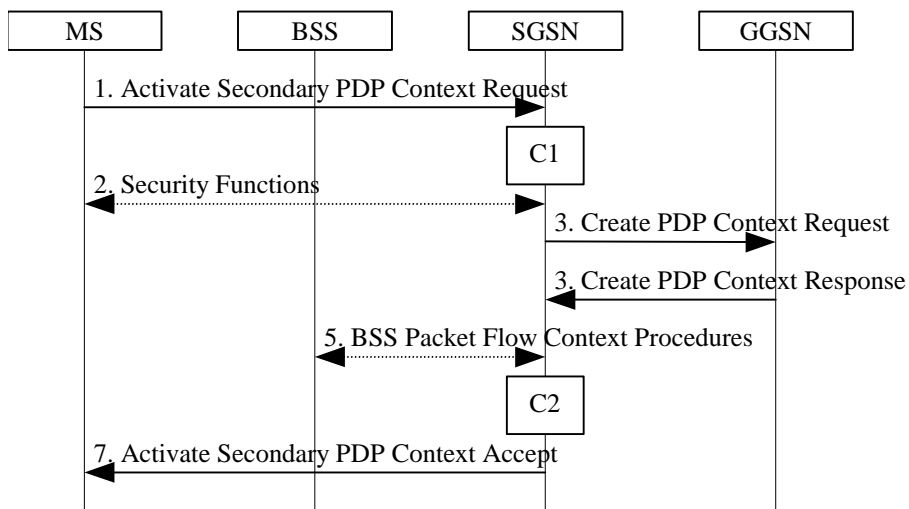 MS
BSS
SGSN
GGSN
1. Activate Secondary PDP Context Request
C1
2. Security Functions
3. Create PDP Context Request
3. Create PDP Context Response
5. BSS Packet Flow Context Procedures
C2
7. Activate Secondary PDP Context Accept